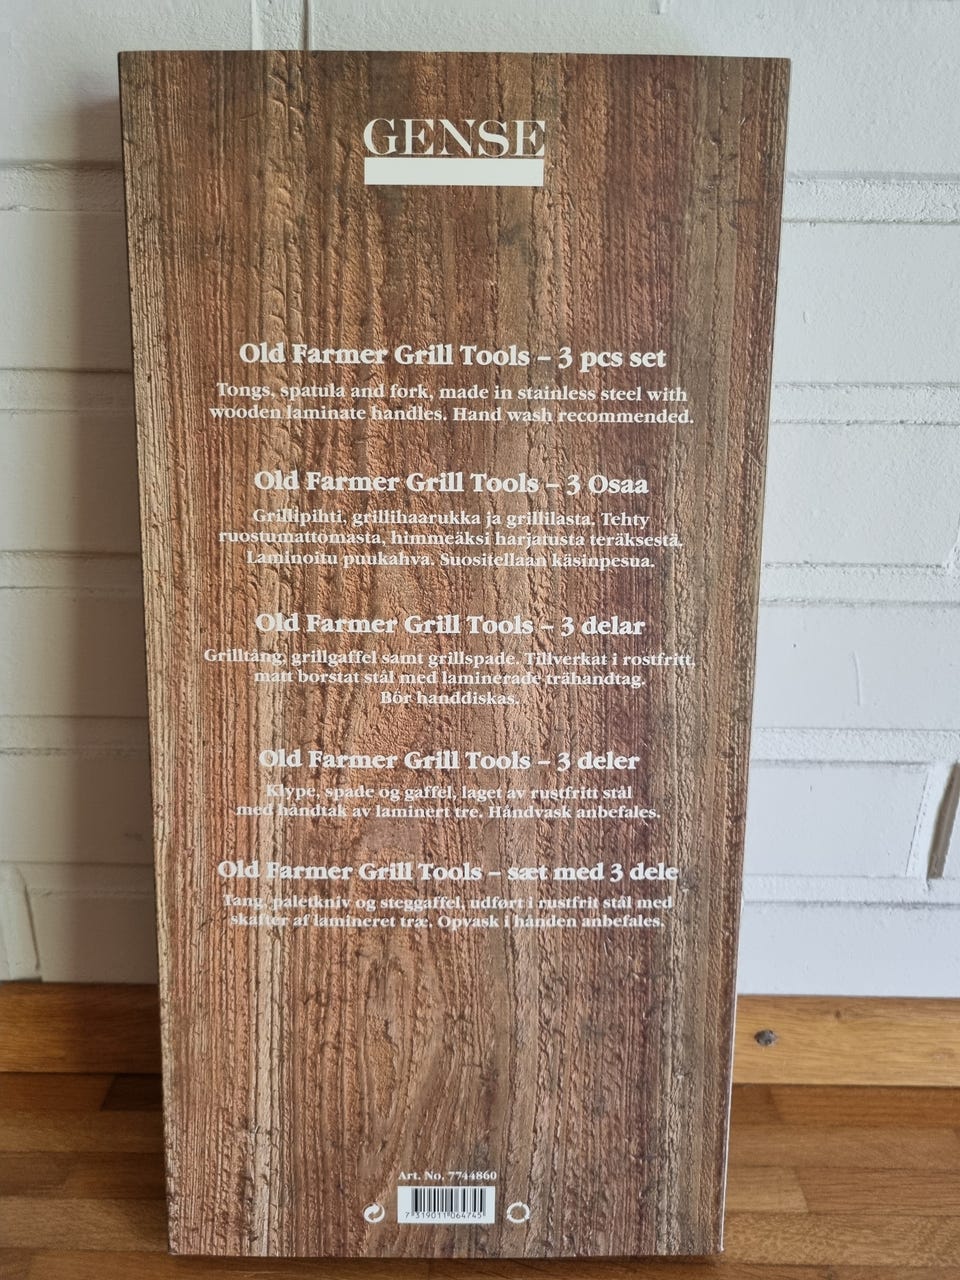 GENSE
Old Farmer Grill Tools – 3 pcs set
Tongs, spatula and fork, made in stainless steel with
wooden laminate handles. Hand wash recommended.
Old Farmer Grill Tools – 3 Osaa
Grillipihti, grillihaarukka ja grillilasta. Tehty
ruostumattomasta, himmeäksi harjatusta teräksestä.
Laminoitu puukahva. Suositellaan käsinpesua.
Old Farmer Grill Tools – 3 delar
Grilltång, grillgaffel samt grillspade. Tillverkat i rostfritt,
matt borstat stål med laminerade trähandtag.
Bör handdiskas.
Old Farmer Grill Tools – 3 deler
Klype, spade og gaffel, laget av rustfritt stål
med håndtak av laminert tre. Håndvask anbefales.
Old Farmer Grill Tools – sæt med 3 dele
Tang, paletkniv og steggaffel, udført i rustfrit stål med
skafter af lamineret træ. Opvask i hånden anbefales.
Art. No. 7744860
7 319011 064745